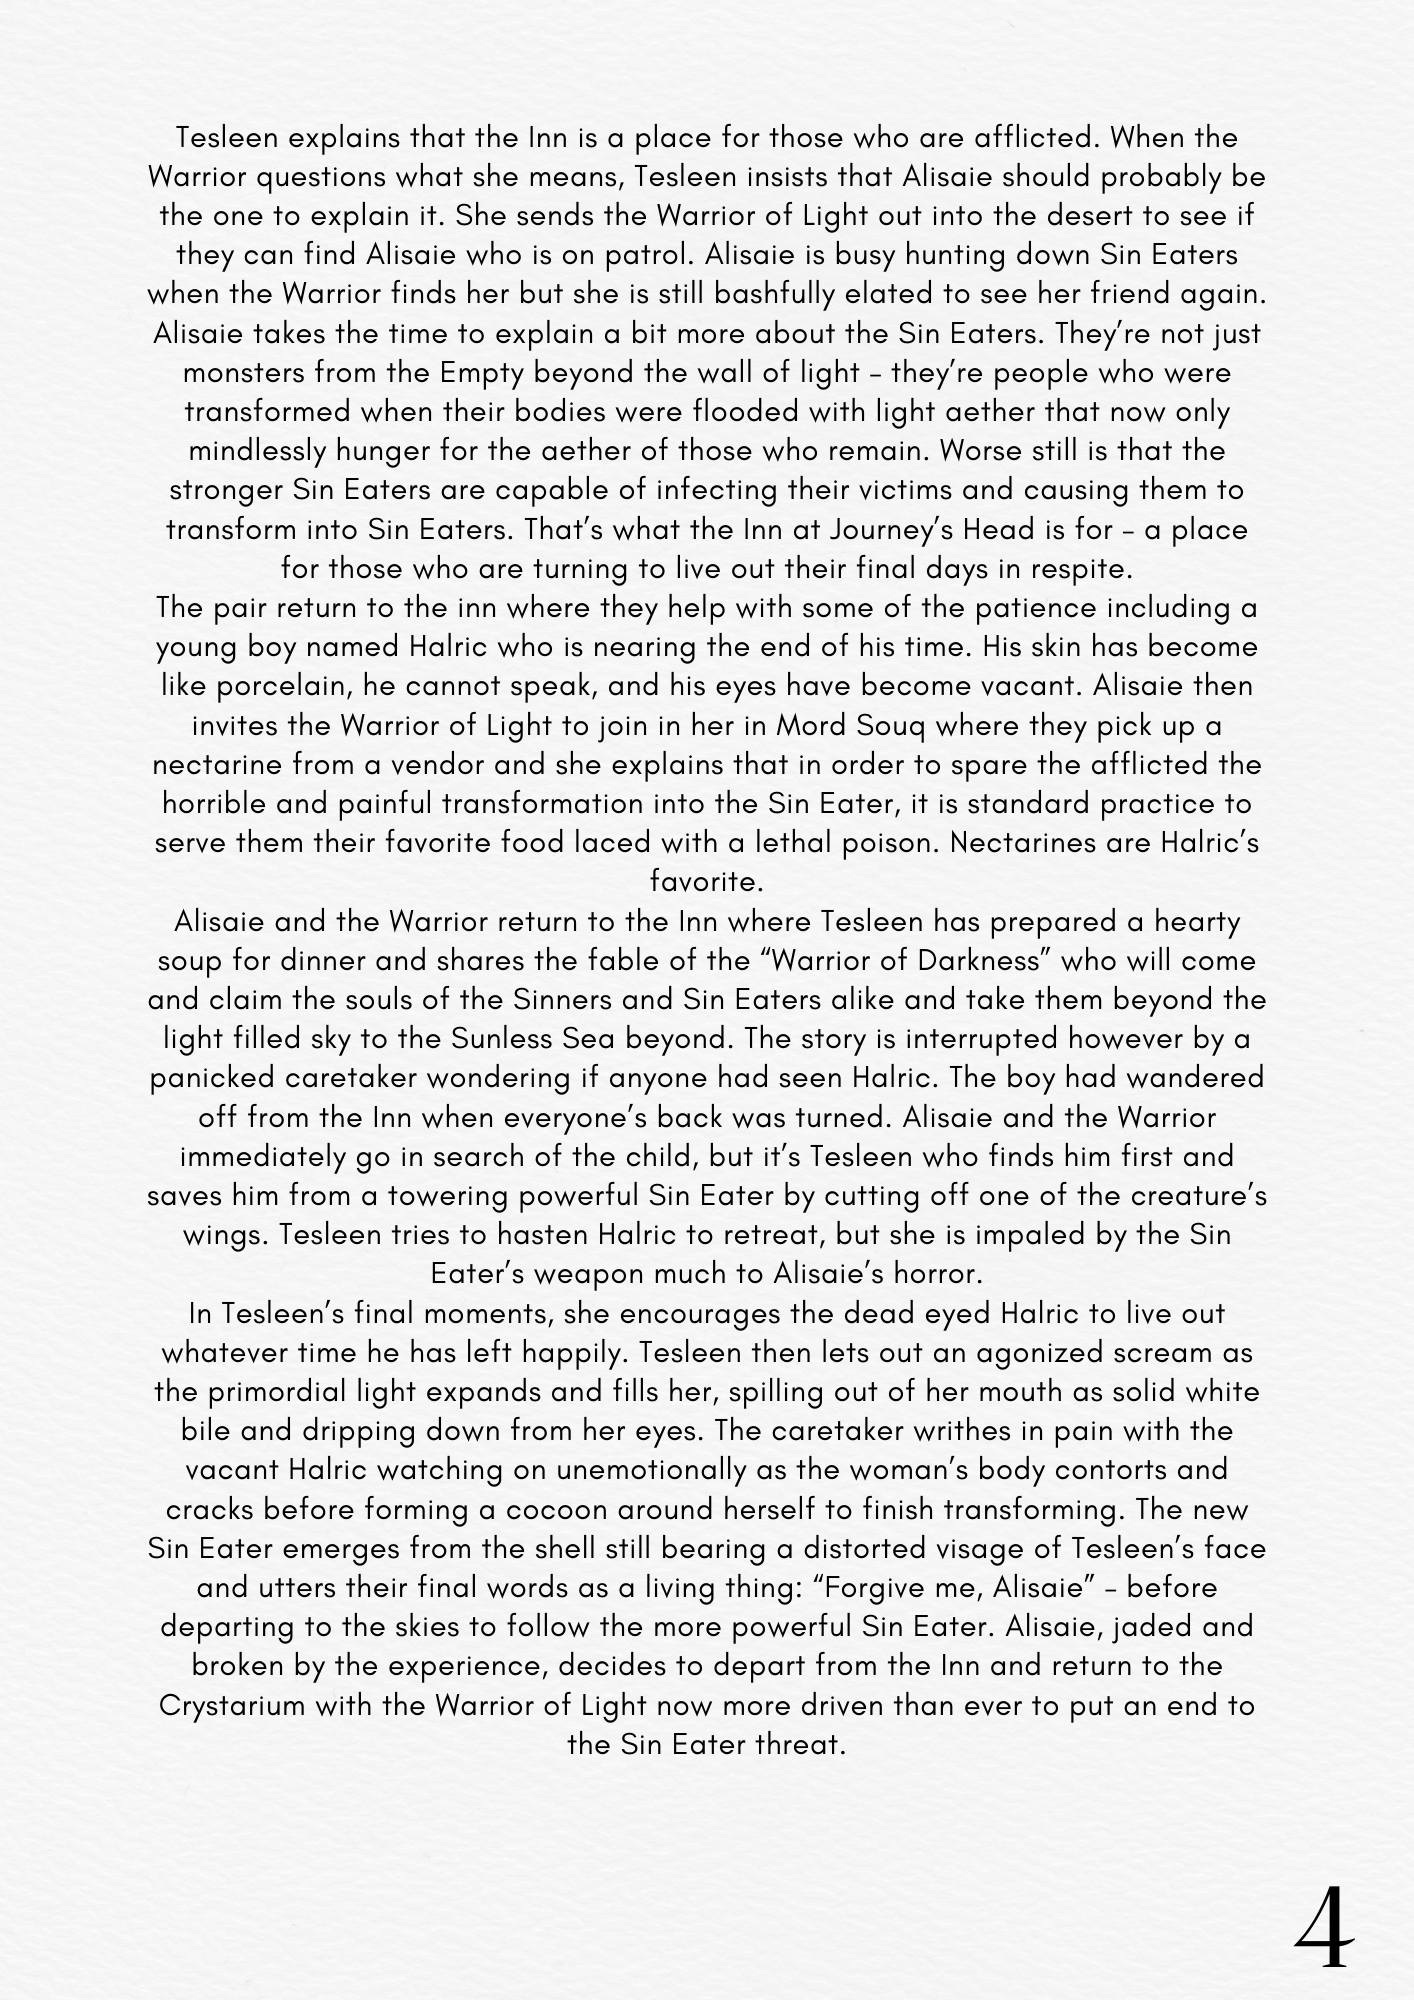 Tesleen explains that the Inn is a place for those who are afflicted. When the
Warrior questions what she means, Tesleen insists that Alisaie should probably be
the one to explain it. She sends the Warrior of Light out into the desert to see if
they can find Alisaie who is on patrol. Alisaie is busy hunting down Sin Eaters
when the Warrior finds her but she is still bashfully elated to see her friend again.
Alisaie takes the time to explain a bit more about the Sin Eaters. They’re not just
monsters from the Empty beyond the wall of light – they’re people who were
transformed when their bodies were flooded with light aether that now only
mindlessly hunger for the aether of those who remain. Worse still is that the
stronger Sin Eaters are capable of infecting their victims and causing them to
transform into Sin Eaters. That’s what the Inn at Journey’s Head is for – a place
for those who are turning to live out their final days in respite.
The pair return to the inn where they help with some of the patience including a
young boy named Halric who is nearing the end of his time. His skin has become
like porcelain, he cannot speak, and his eyes have become vacant. Alisaie then
invites the Warrior of Light to join in her in Mord Souq where they pick up a
nectarine from a vendor and she explains that in order to spare the afflicted the
horrible and painful transformation into the Sin Eater, it is standard practice to
serve them their favorite food laced with a lethal poison. Nectarines are Halric’s
favorite.
Alisaie and the Warrior return to the Inn where Tesleen has prepared a hearty
soup for dinner and shares the fable of the “Warrior of Darkness” who will come
and claim the souls of the Sinners and Sin Eaters alike and take them beyond the
light filled sky to the Sunless Sea beyond. The story is interrupted however by a
panicked caretaker wondering if anyone had seen Halric. The boy had wandered
off from the Inn when everyone’s back was turned. Alisaie and the Warrior
immediately go in search of the child, but it’s Tesleen who finds him first and
saves him from a towering powerful Sin Eater by cutting off one of the creature’s
wings. Tesleen tries to hasten Halric to retreat, but she is impaled by the Sin
Eater’s weapon much to Alisaie’s horror.
In Tesleen’s final moments, she encourages the dead eyed Halric to live out
whatever time he has left happily. Tesleen then lets out an agonized scream as
the primordial light expands and fills her, spilling out of her mouth as solid white
bile and dripping down from her eyes. The caretaker writhes in pain with the
vacant Halric watching on unemotionally as the woman’s body contorts and
cracks before forming a cocoon around herself to finish transforming. The new
Sin Eater emerges from the shell still bearing a distorted visage of Tesleen’s face
and utters their final words as a living thing: “Forgive me, Alisaie” – before
departing to the skies to follow the more powerful Sin Eater. Alisaie, jaded and
broken by the experience, decides to depart from the Inn and return to the
Crystarium with the Warrior of Light now more driven than ever to put an end to
the Sin Eater threat.
4